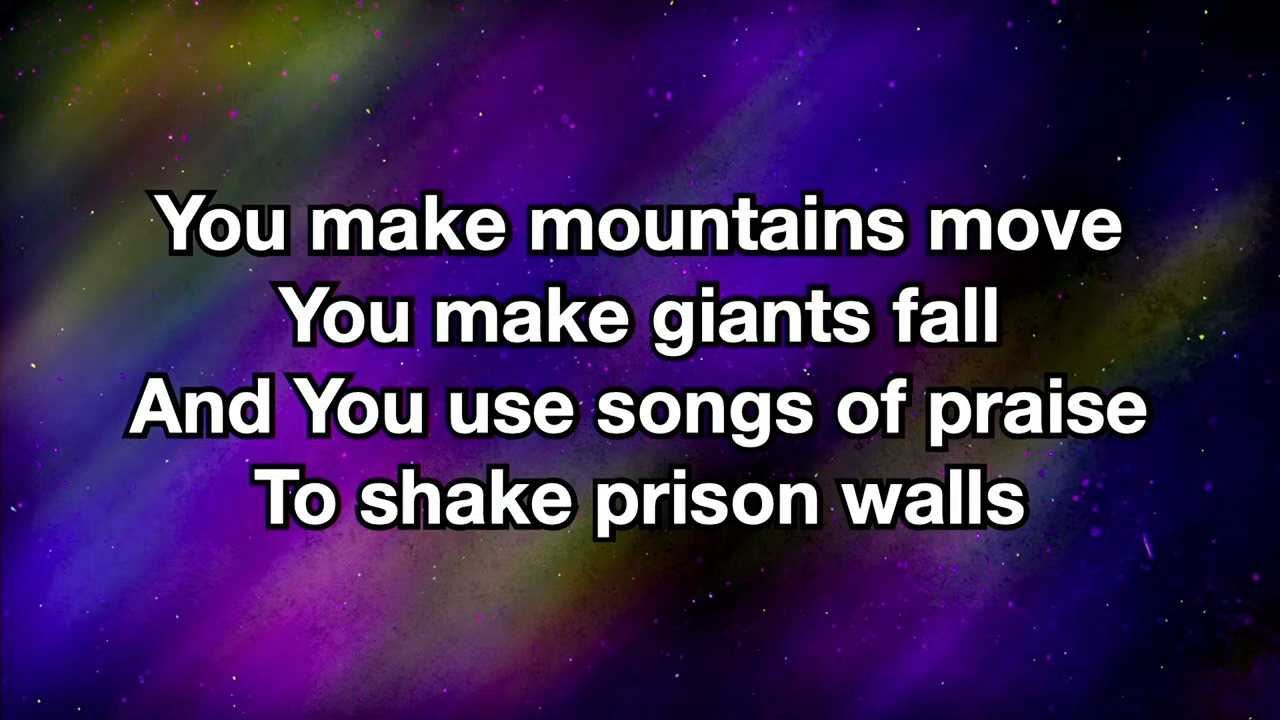 You make mountains move
You make giants fall
And You use songs of praise
To shake prison walls